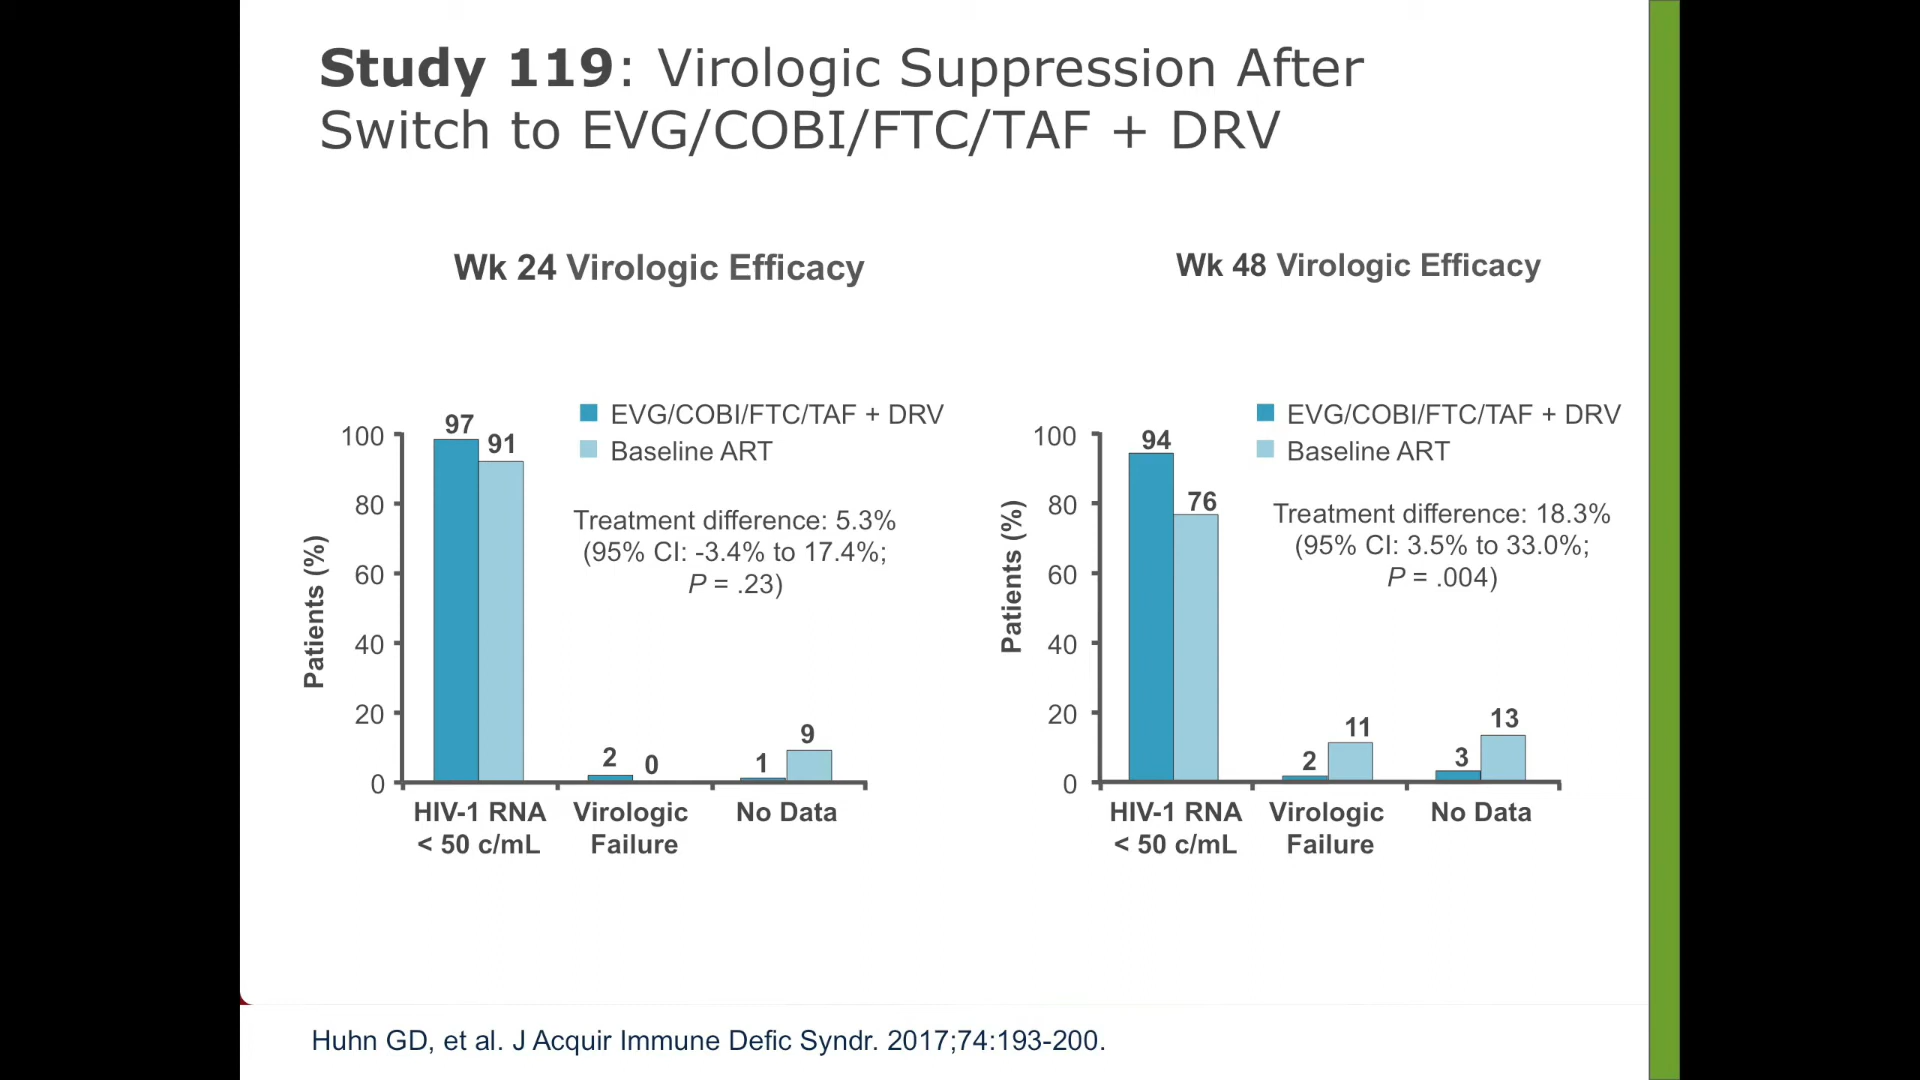 Study 119: Virologic Suppression After
Switch to EVG/COBI/FTC/TAF + DRV
Wk 24 Virologic Efficacy
EVG/COBI/FTC/TAF + DRV
Baseline ART
Treatment difference: 5.3%
(95% CI: -3.4% to 17.4%;
P = .23)
Patients (%)
100
80
60
40
20
0
97
91
2
0
1
9
HIV-1 RNA
< 50 c/mL
Virologic
Failure
No Data
Wk 48 Virologic Efficacy
EVG/COBI/FTC/TAF + DRV
Baseline ART
Treatment difference: 18.3%
(95% CI: 3.5% to 33.0%;
P = .004)
Patients (%)
100
80
60
40
20
0
94
76
2
11
3
13
HIV-1 RNA
< 50 c/mL
Virologic
Failure
No Data
Huhn GD, et al. J Acquir Immune Defic Syndr. 2017;74:193-200.